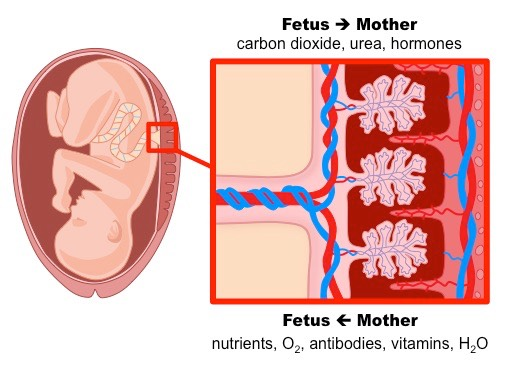 Fetus → Mother
carbon dioxide, urea, hormones
Fetus ← Mother
nutrients, O₂, antibodies, vitamins, H₂O